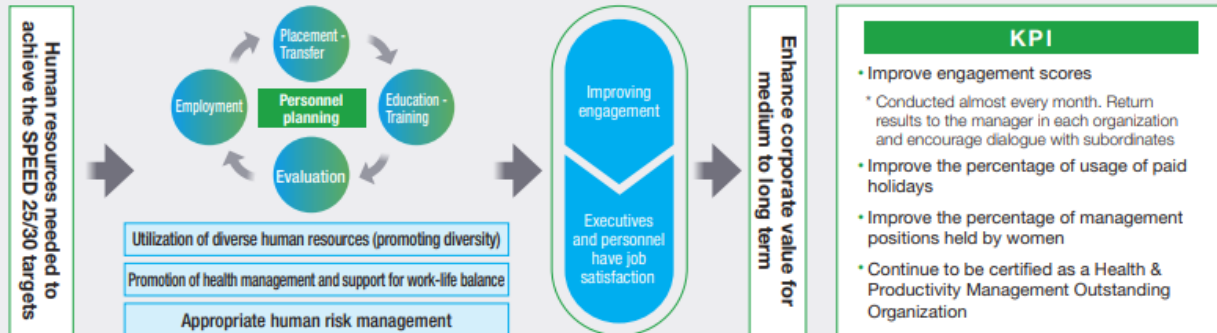 Human resources needed to
achieve the SPEED 25/30 targets
Placement -
Transfer
Employment
Personnel
planning
Education -
Training
Evaluation
Utilization of diverse human resources (promoting diversity)
Promotion of health management and support for work-life balance
Appropriate human risk management
Improving
engagement
Executives
and personnel
have job
satisfaction
Enhance corporate value for
medium to long term
KPI
• Improve engagement scores
* Conducted almost every month. Return
results to the manager in each organization
and encourage dialogue with subordinates
• Improve the percentage of usage of paid
holidays
• Improve the percentage of management
positions held by women
• Continue to be certified as a Health &
Productivity Management Outstanding
Organization